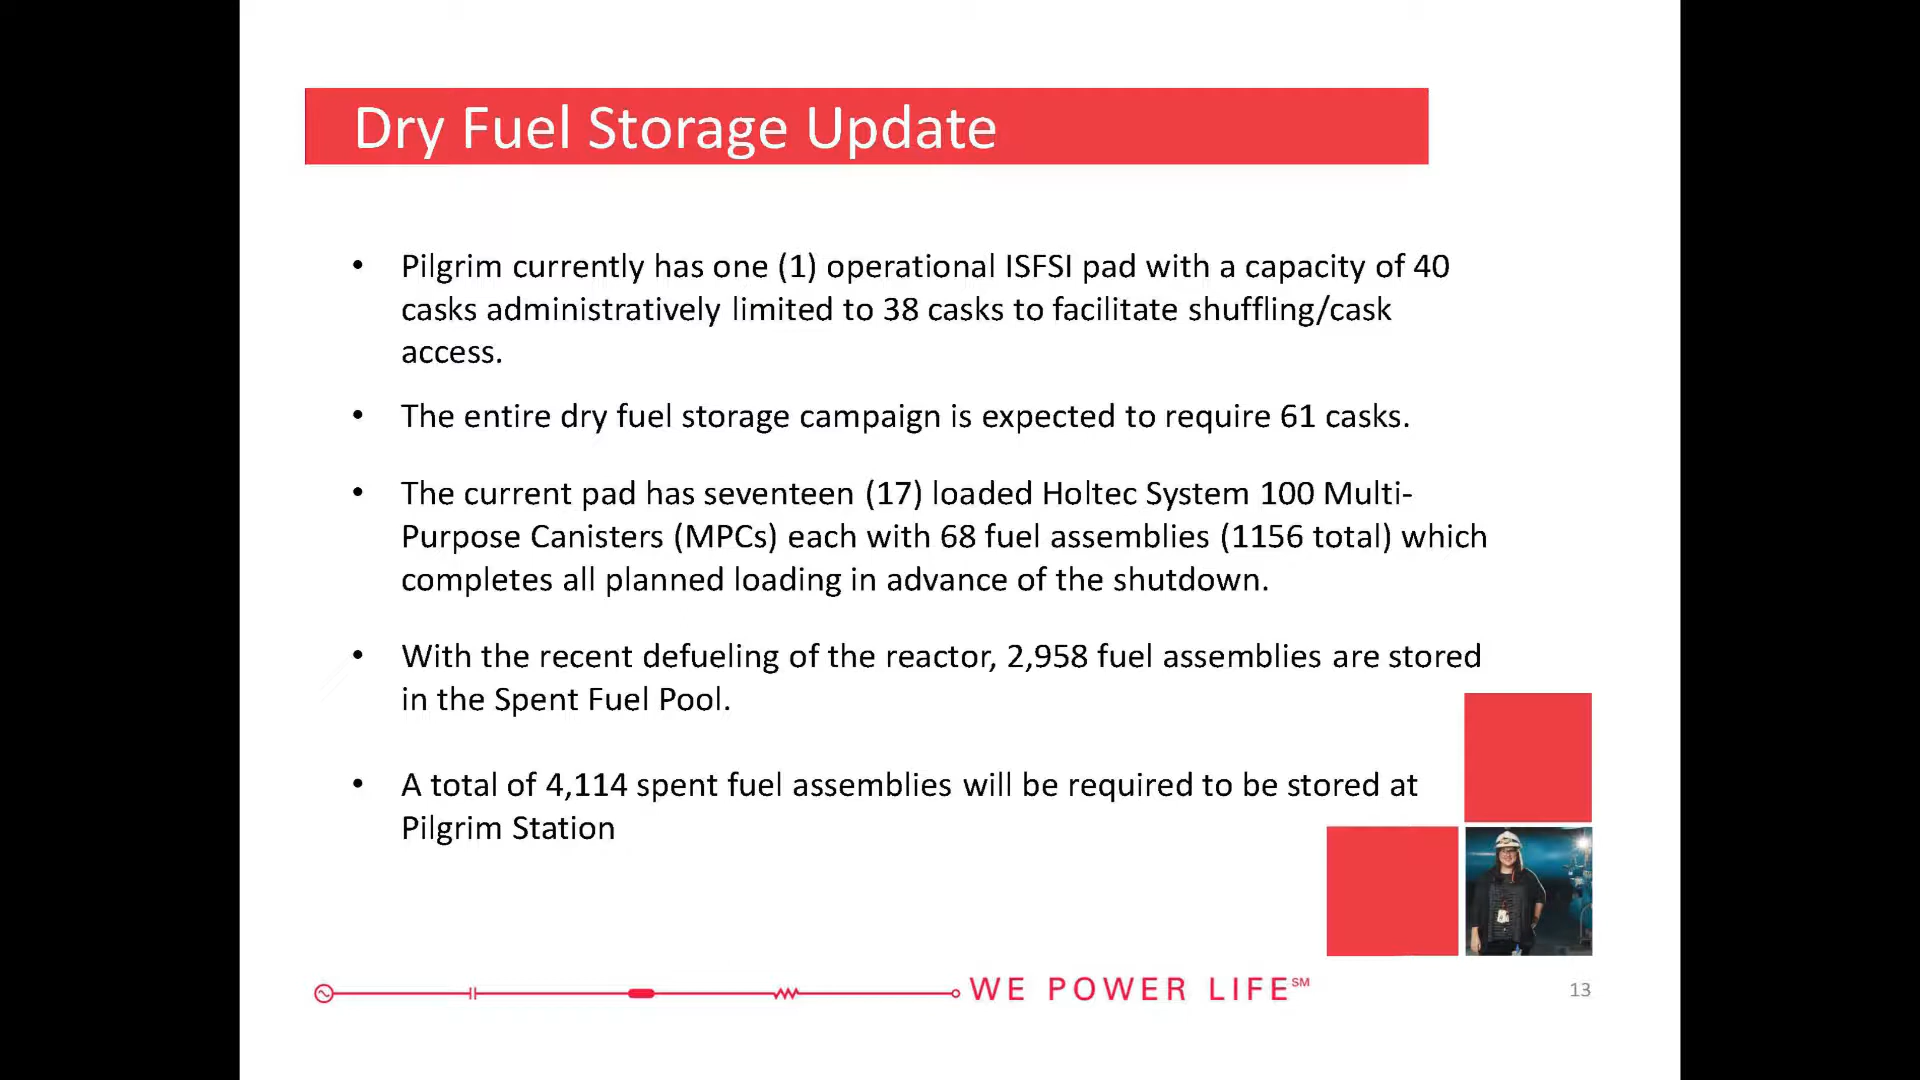 Dry Fuel Storage Update
• Pilgrim currently has one (1) operational ISFSI pad with a capacity of 40
casks administratively limited to 38 casks to facilitate shuffling/cask
access.
• The entire dry fuel storage campaign is expected to require 61 casks.
• The current pad has seventeen (17) loaded Holtec System 100 Multi-
Purpose Canisters (MPCs) each with 68 fuel assemblies (1156 total) which
completes all planned loading in advance of the shutdown.
• With the recent defueling of the reactor, 2,958 fuel assemblies are stored
in the Spent Fuel Pool.
• A total of 4,114 spent fuel assemblies will be required to be stored at
Pilgrim Station
WE POWER LIFE℠
13